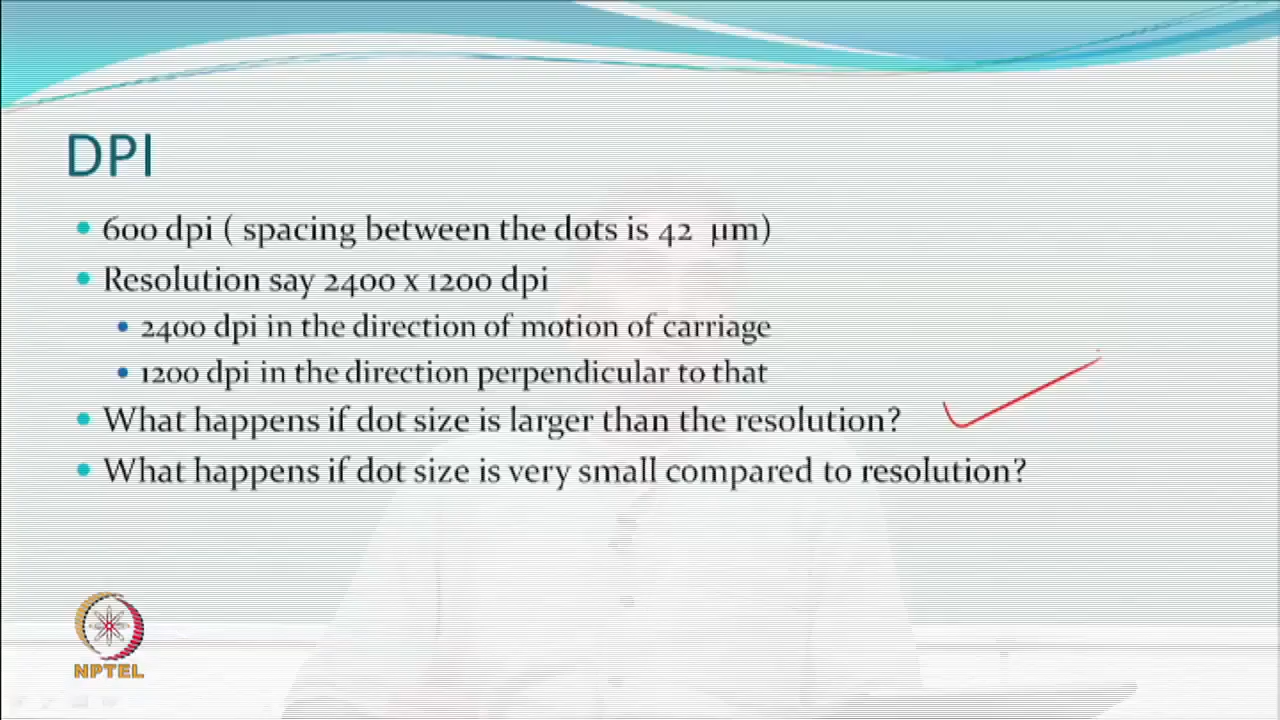 DPI
600 dpi ( spacing between the dots is 42 µm)
Resolution say 2400 x 1200 dpi
2400 dpi in the direction of motion of carriage
1200 dpi in the direction perpendicular to that
What happens if dot size is larger than the resolution?
What happens if dot size is very small compared to resolution?
NPTEL